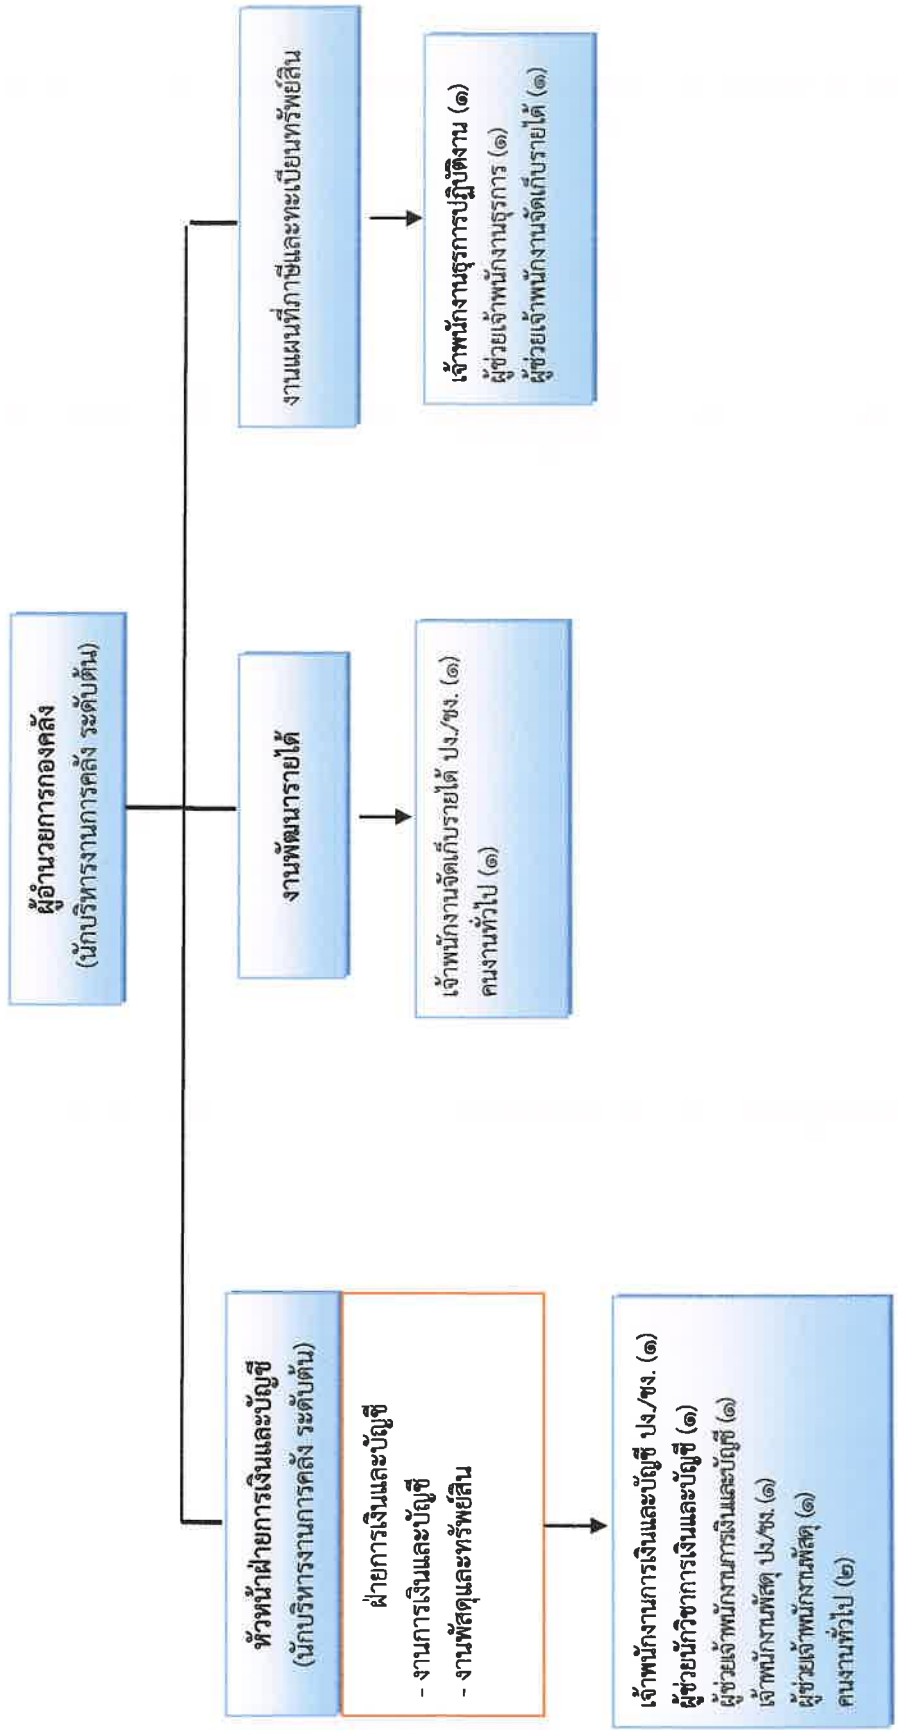 ผู้อำนวยการกองคลัง
(นักบริหารงานการคลัง ระดับต้น)
หัวหน้าฝ่ายการเงินและบัญชี
(นักบริหารงานการคลัง ระดับต้น)
ฝ่ายการเงินและบัญชี
- งานการเงินและบัญชี
- งานพัสดุและทรัพย์สิน
เจ้าพนักงานการเงินและบัญชี ปง./ชง. (๑)
ผู้ช่วยนักวิชาการเงินและบัญชี (๑)
ผู้ช่วยเจ้าพนักงานการเงินและบัญชี (๑)
เจ้าพนักงานพัสดุ ปง/ชง. (๑)
ผู้ช่วยเจ้าพนักงานพัสดุ (๑)
คนงานทั่วไป (๒)
งานพัฒนารายได้
เจ้าพนักงานจัดเก็บรายได้ ปง./ชง. (๑)
คนงานทั่วไป (๑)
งานแผนที่ภาษีและทะเบียนทรัพย์สิน
เจ้าพนักงานธุรการปฏิบัติงาน (๑)
ผู้ช่วยเจ้าพนักงานธุรการ (๑)
ผู้ช่วยเจ้าพนักงานจัดเก็บรายได้ (๑)